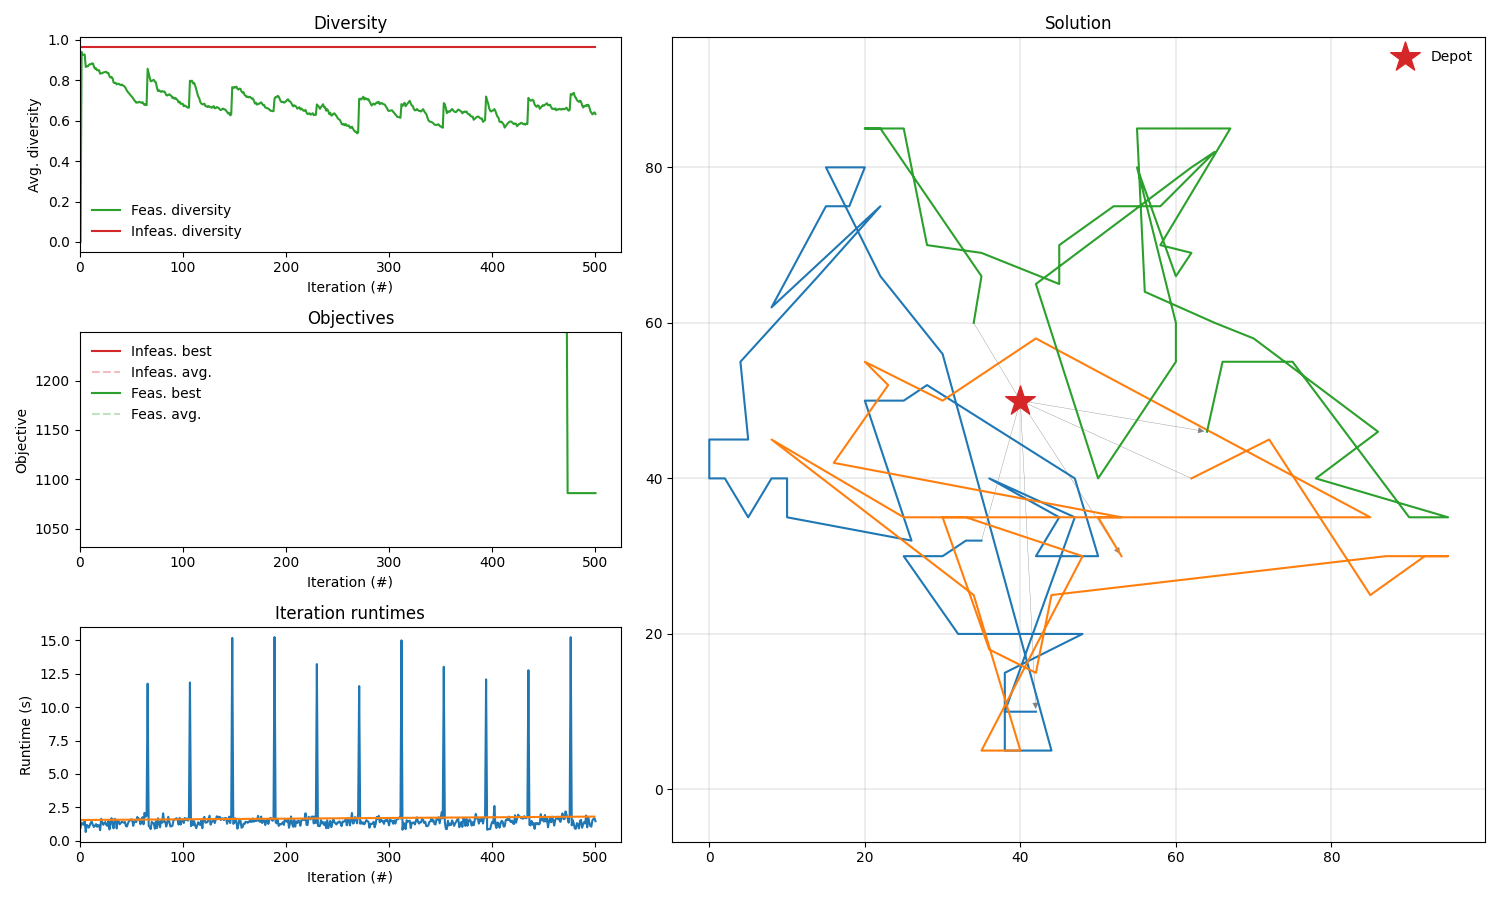 Diversity
1.0
0.8
0.6
0.4
0.2
0.0
Avg. diversity
Feas. diversity
Infeas. diversity
0 100 200 300 400 500
Iteration (#)
Objectives
1200
1150
1100
1050
Objective
Infeas. best
Infeas. avg.
Feas. best
Feas. avg.
0 100 200 300 400 500
Iteration (#)
Iteration runtimes
15.0
12.5
10.0
7.5
5.0
2.5
0.0
Runtime (s)
0 100 200 300 400 500
Iteration (#)
Solution
Depot
80
60
40
20
0
0 20 40 60 80